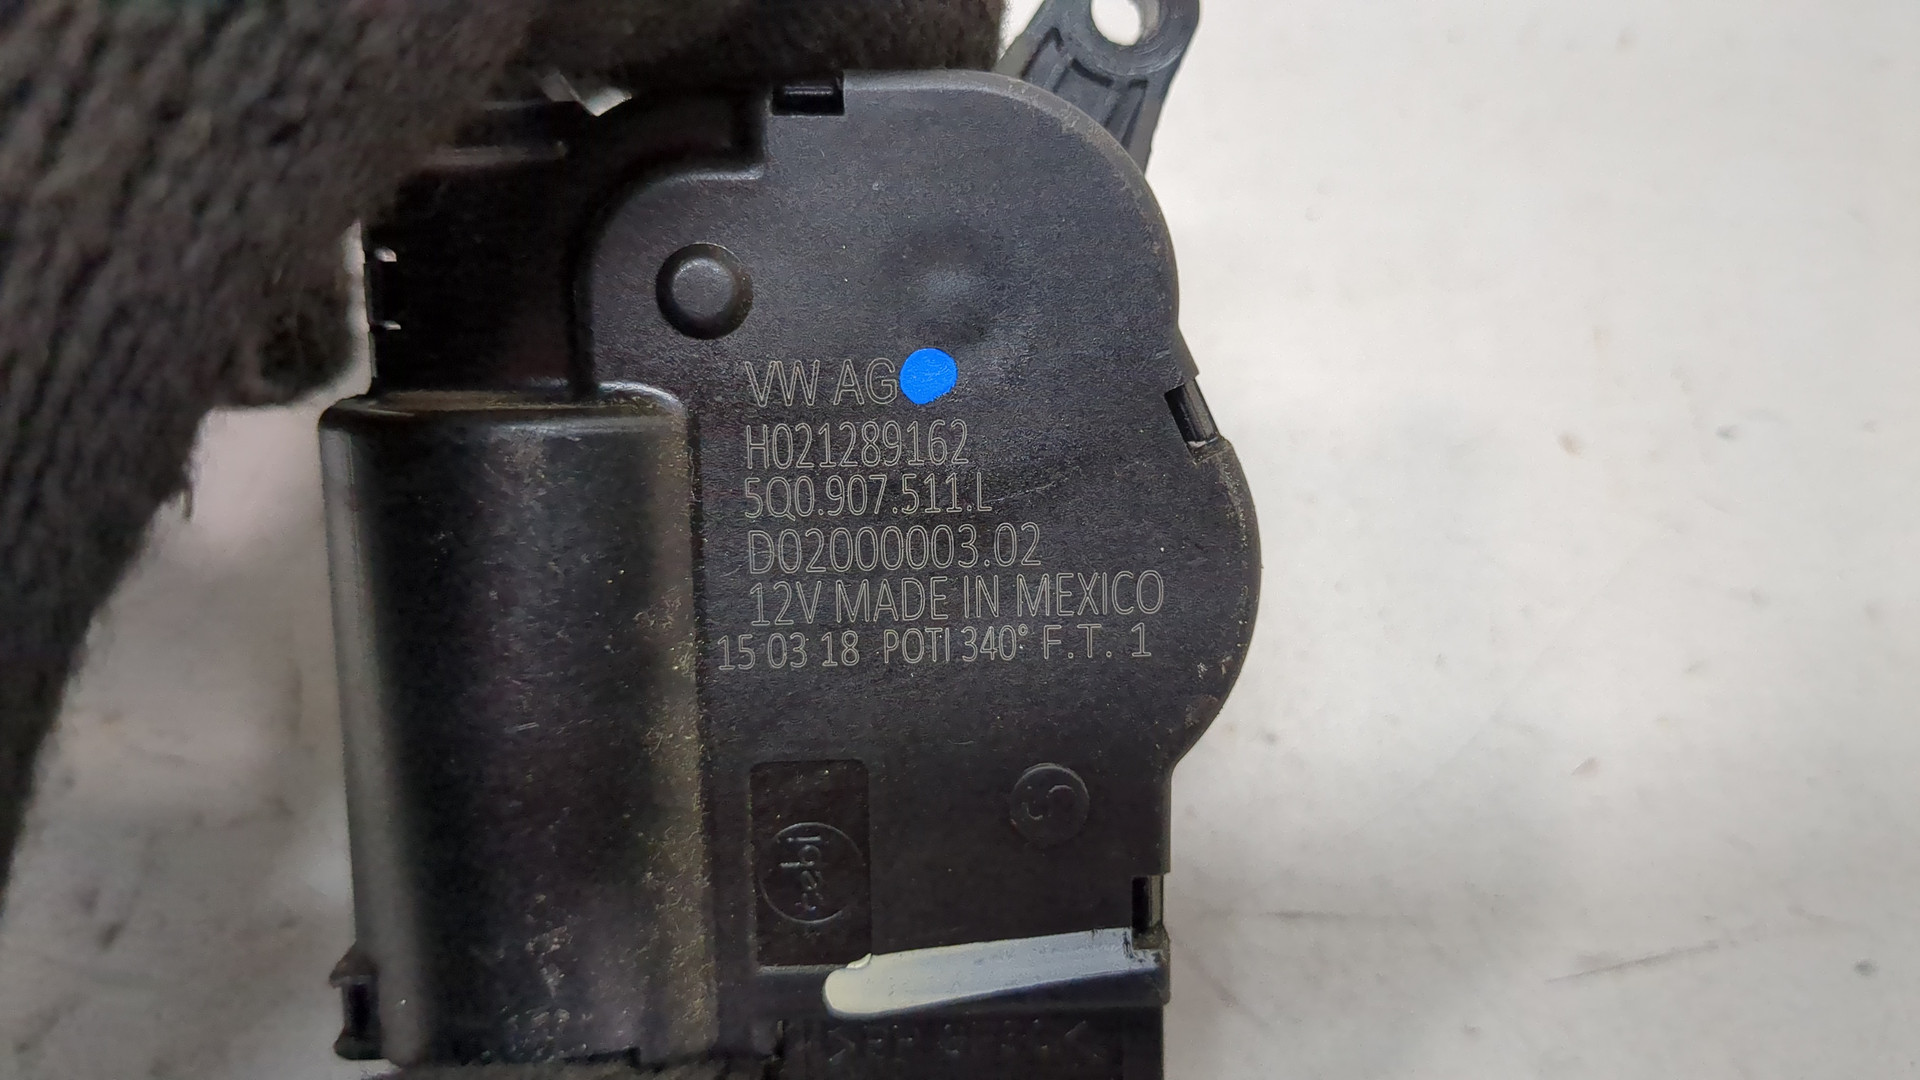 VW AG
H021289162
5Q0.907.511.L
D02000003.02
12V MADE IN MEXICO
15 03 18 POTI 340° F.T. 1